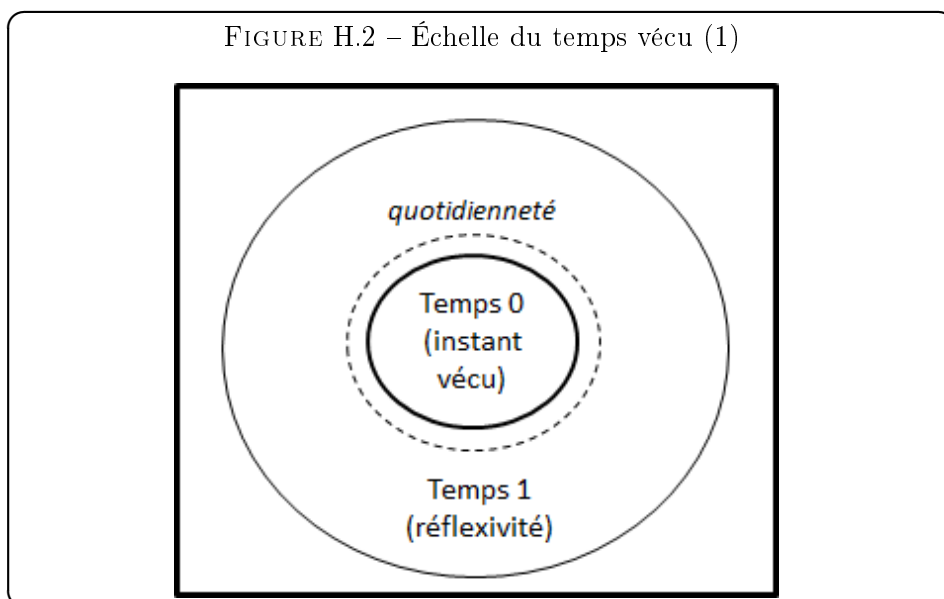 FIGURE H.2 – Échelle du temps vécu (1)
quotidienneté
Temps 0
(instant
vécu)
Temps 1
(réflexivité)